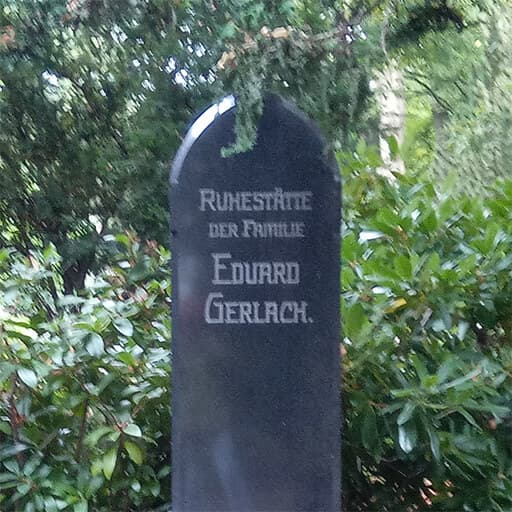 Ruhestätte
der Familie
Eduard
Gerlach.